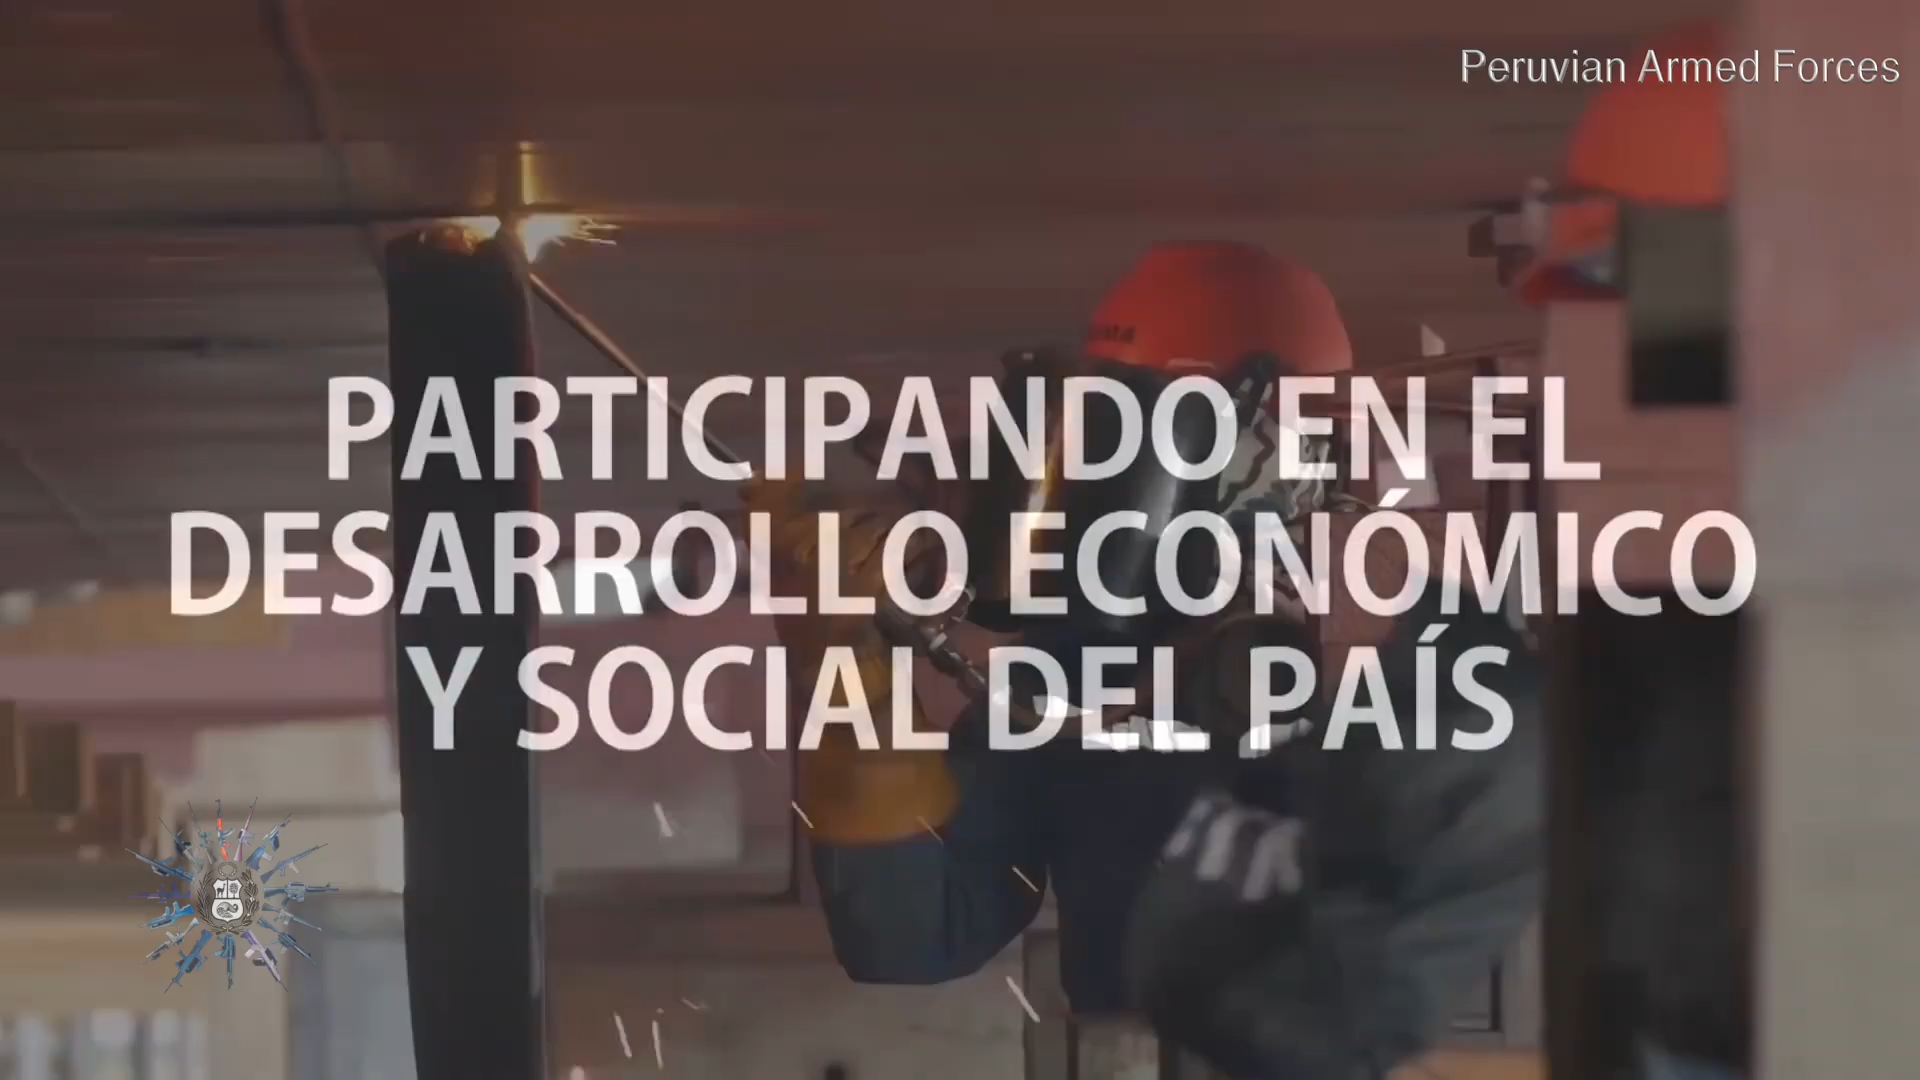 Peruvian Armed Forces
PARTICIPANDO EN EL
DESARROLLO ECONÓMICO
Y SOCIAL DEL PAÍS